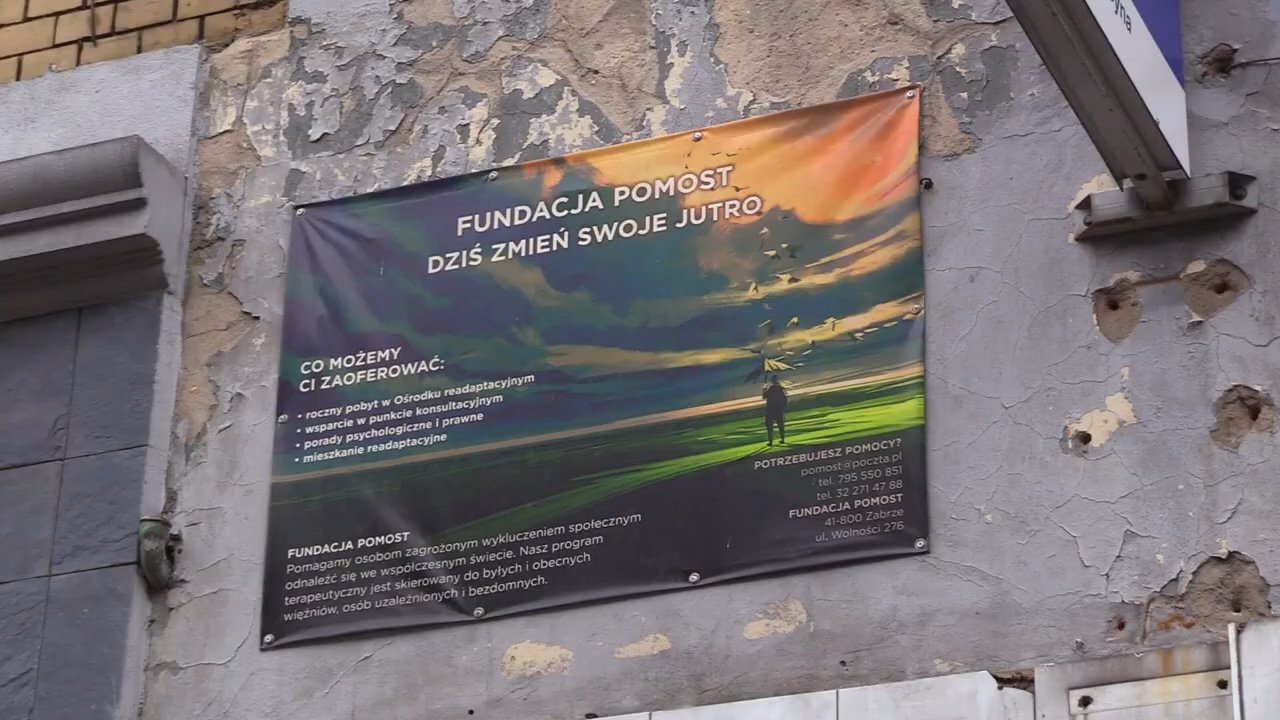 FUNDACJA POMOST
DZIŚ ZMIEŃ SWOJE JUTRO
CO MOŻEMY
CI ZAOFEROWAĆ:
• roczny pobyt w Ośrodku readaptacyjnym
• wsparcie w punkcie konsultacyjnym
• porady psychologiczne i prawne
• mieszkanie readaptacyjne
POTRZEBUJESZ POMOCY?
pomost@poczta.pl
tel. 795 550 851
tel. 32 271 47 88
FUNDACJA POMOST
41-800 Zabrze
ul. Wolności 276
FUNDACJA POMOST
Pomagamy osobom zagrożonym wykluczeniem społecznym
odnaleźć się we współczesnym świecie. Nasz program
terapeutyczny jest skierowany do byłych i obecnych
więźniów, osób uzależnionych i bezdomnych.